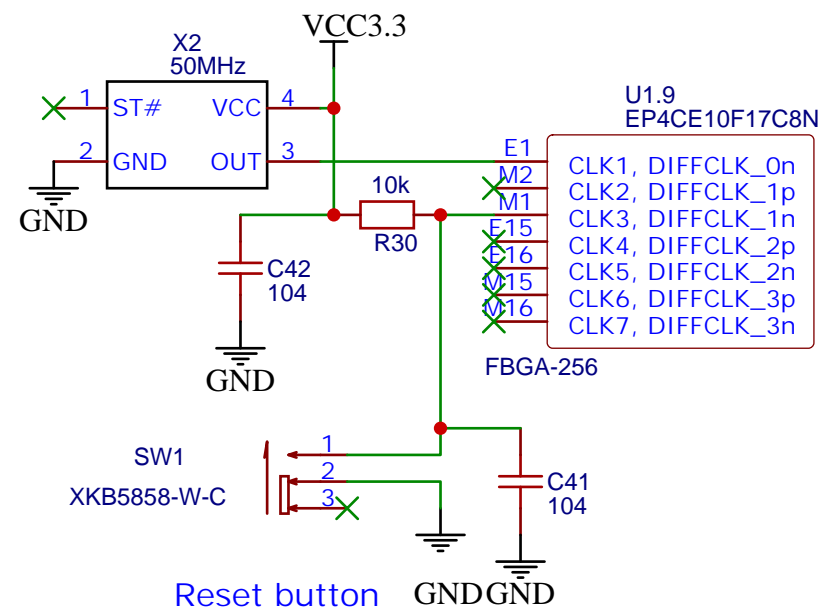 VCC3.3
X2
50MHz
1 ST# VCC 4
2 GND OUT 3
GND
U1.9
EP4CE10F17C8N
E1 CLK1, DIFFCLK_0n
M2 CLK2, DIFFCLK_1p
M1 CLK3, DIFFCLK_1n
E15 CLK4, DIFFCLK_2p
E16 CLK5, DIFFCLK_2n
M15 CLK6, DIFFCLK_3p
M16 CLK7, DIFFCLK_3n
FBGA-256
10k
R30
C42
104
GND
SW1
XKB5858-W-C
1
2
3
C41
104
GND
GND
Reset button